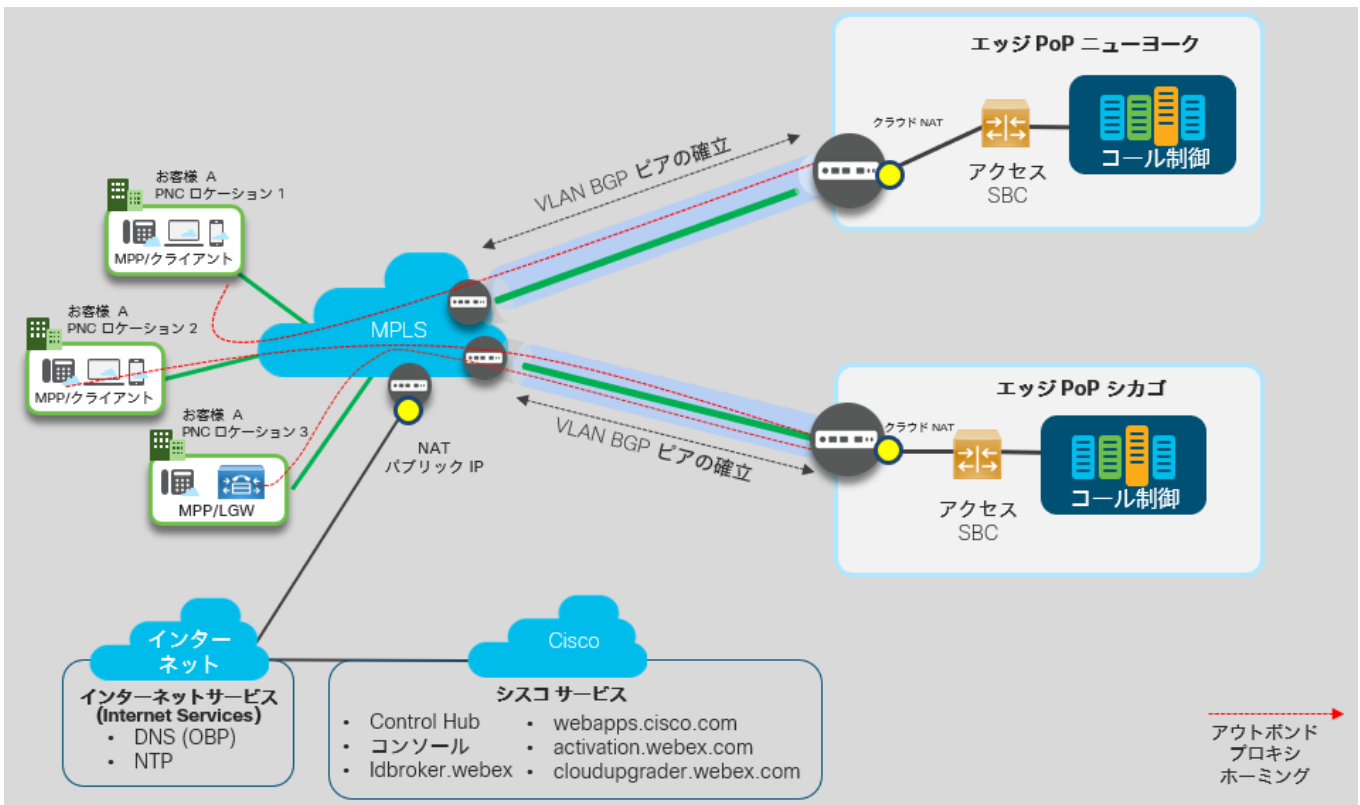 エッジ PoP ニューヨーク
クラウド NAT
アクセス
SBC
コール制御
VLAN BGP ピアの確立
お客様 A
PNC ロケーション 1
MPP/クライアント
お客様 A
PNC ロケーション 2
MPP/クライアント
MPLS
お客様 A
PNC ロケーション 3
MPP/LGW
NAT
パブリック IP
VLAN BGP ピアの確立
エッジ PoP シカゴ
クラウド NAT
アクセス
SBC
コール制御
インター
ネット
インターネットサービス
(Internet Services)
• DNS (OBP)
• NTP
Cisco
シスコ サービス
• Control Hub
• コンソール
• Idbroker.webex
• webapps.cisco.com
• activation.webex.com
• cloudupgrader.webex.com
アウトボンド
プロキシ
ホーミング